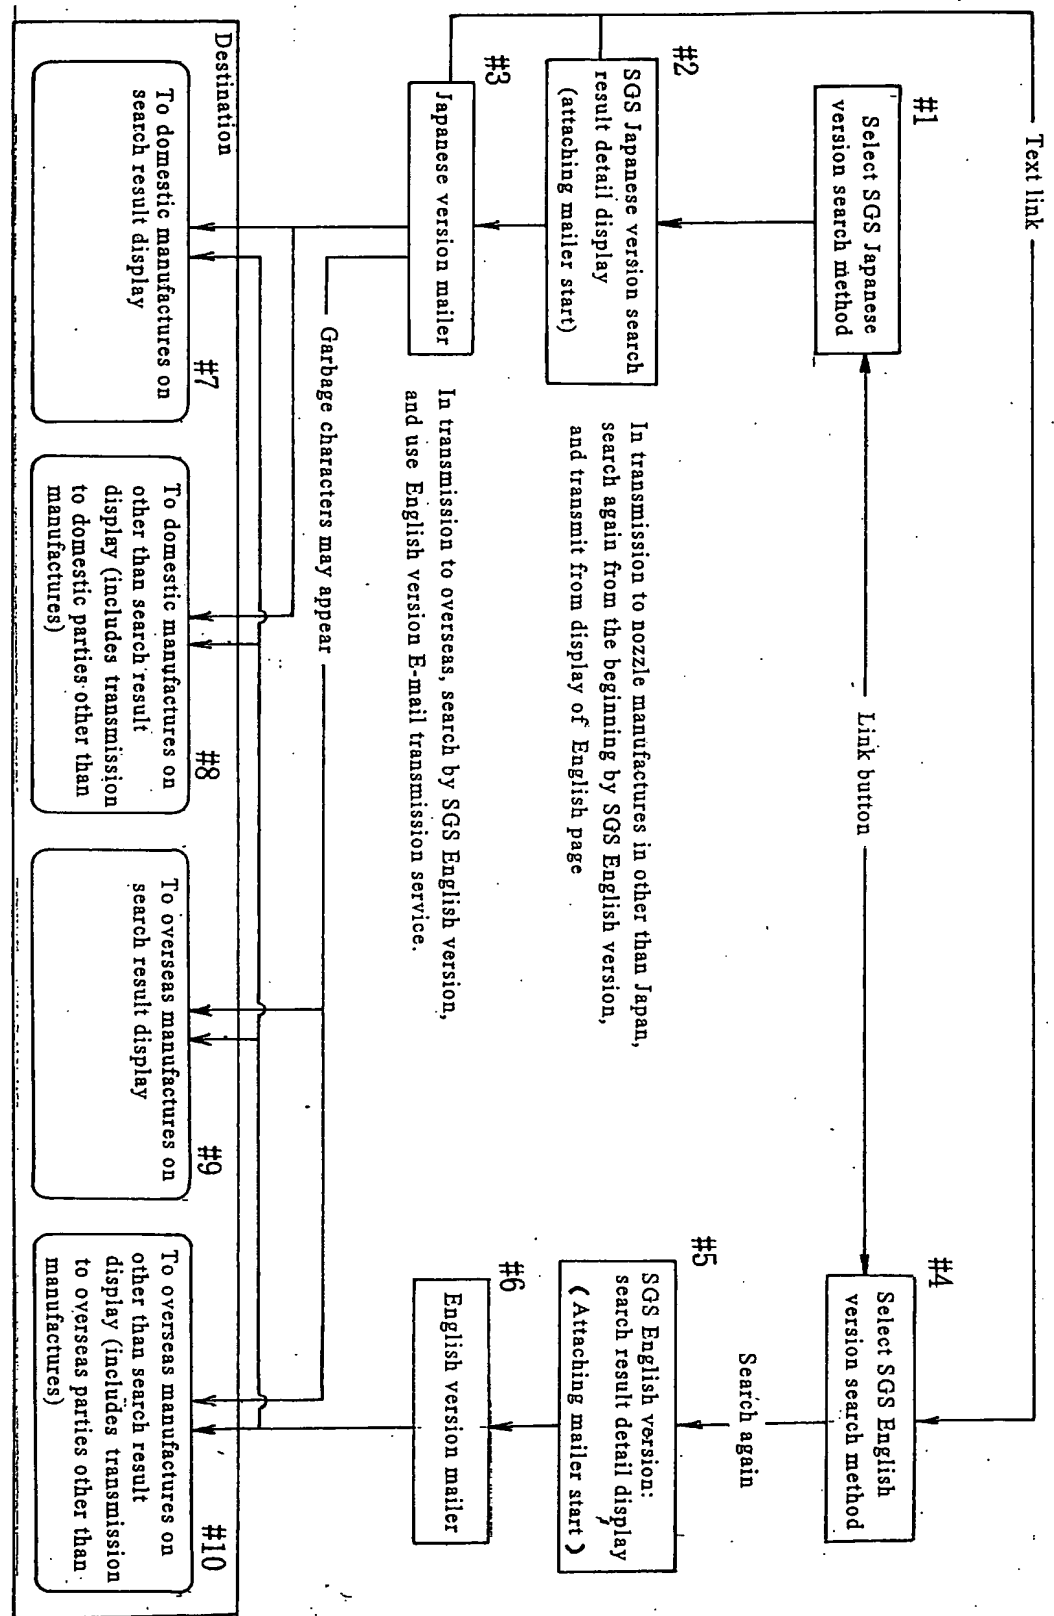 Text link
#1
Select SGS Japanese
version search method
Link button
#4
Select SGS English
version search method
Search again
#2
SGS Japanese version search
result detail display
(attaching mailer start)
In transmission to nozzle manufactures in other than Japan,
search again from the beginning by SGS English version,
and transmit from display of English page
#5
SGS English version:
search result detail display
(Attaching mailer start)
#3
Japanese version mailer
In transmission to overseas, search by SGS English version,
and use English version E-mail transmission service.
#6
English version mailer
Garbage characters may appear
Destination
#7
To domestic manufactures on
search result display
#8
To domestic manufactures on
other than search result
display (includes transmission
to domestic parties other than
manufactures)
#9
To overseas manufactures on
search result display
#10
To overseas manufactures on
other than search result
display (includes transmission
to overseas parties other than
manufactures)